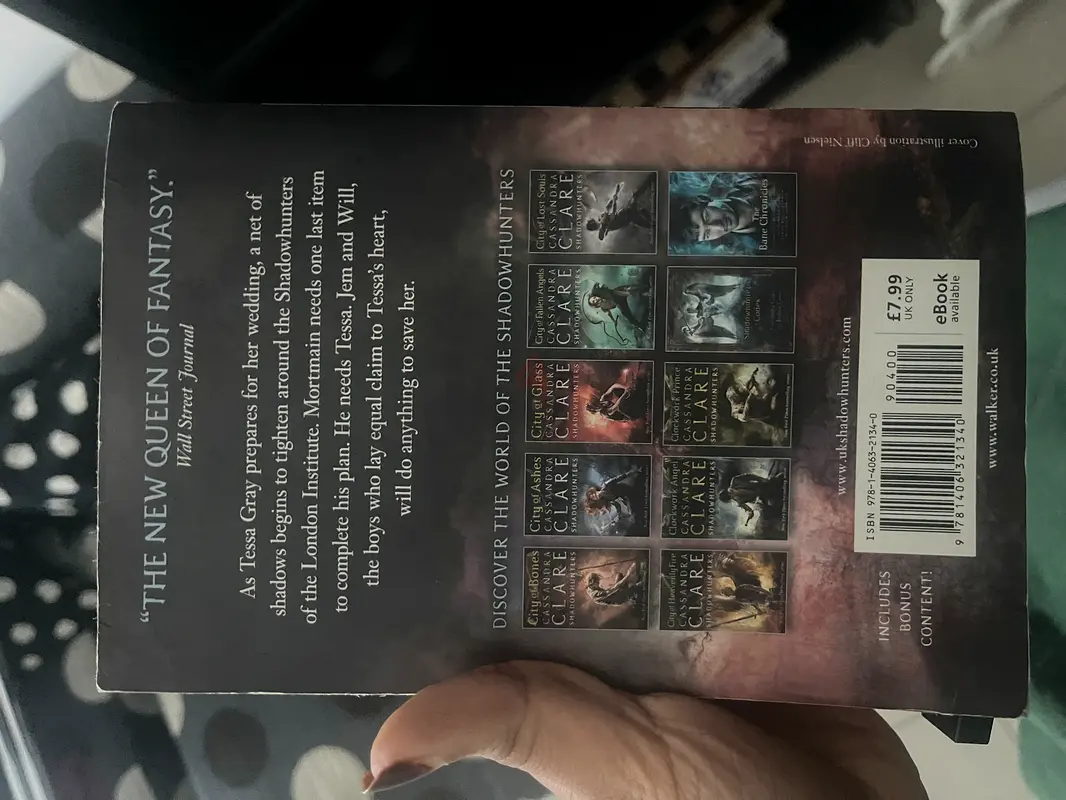 “THE NEW QUEEN OF FANTASY.”
Wall Street Journal
As Tessa Gray prepares for her wedding, a net of
shadows begins to tighten around the Shadowhunters
of the London Institute. Mortmain needs one last item
to complete his plan. He needs Tessa. Jem and Will,
the boys who lay equal claim to Tessa’s heart,
will do anything to save her.
DISCOVER THE WORLD OF THE SHADOWHUNTERS
City of Bones
CASSANDRA
CLARE
SHADOWHUNTERS
City of Ashes
CASSANDRA
CLARE
SHADOWHUNTERS
City of Glass
CASSANDRA
CLARE
SHADOWHUNTERS
City of Fallen Angels
CASSANDRA
CLARE
SHADOWHUNTERS
City of Lost Souls
CASSANDRA
CLARE
SHADOWHUNTERS
City of Heavenly Fire
CASSANDRA
CLARE
SHADOWHUNTERS
Clockwork Angel
CASSANDRA
CLARE
SHADOWHUNTERS
Clockwork Prince
CASSANDRA
CLARE
SHADOWHUNTERS
Shadowhunter's
Codex
The
Bane Chronicles
www.ukshadowhunters.com
INCLUDES
BONUS
CONTENT!
ISBN 978-1-4063-2134-0
90400
9 781406 321340
£7.99
UK ONLY
eBook
available
www.walker.co.uk
Cover illustration by Cliff Nielsen